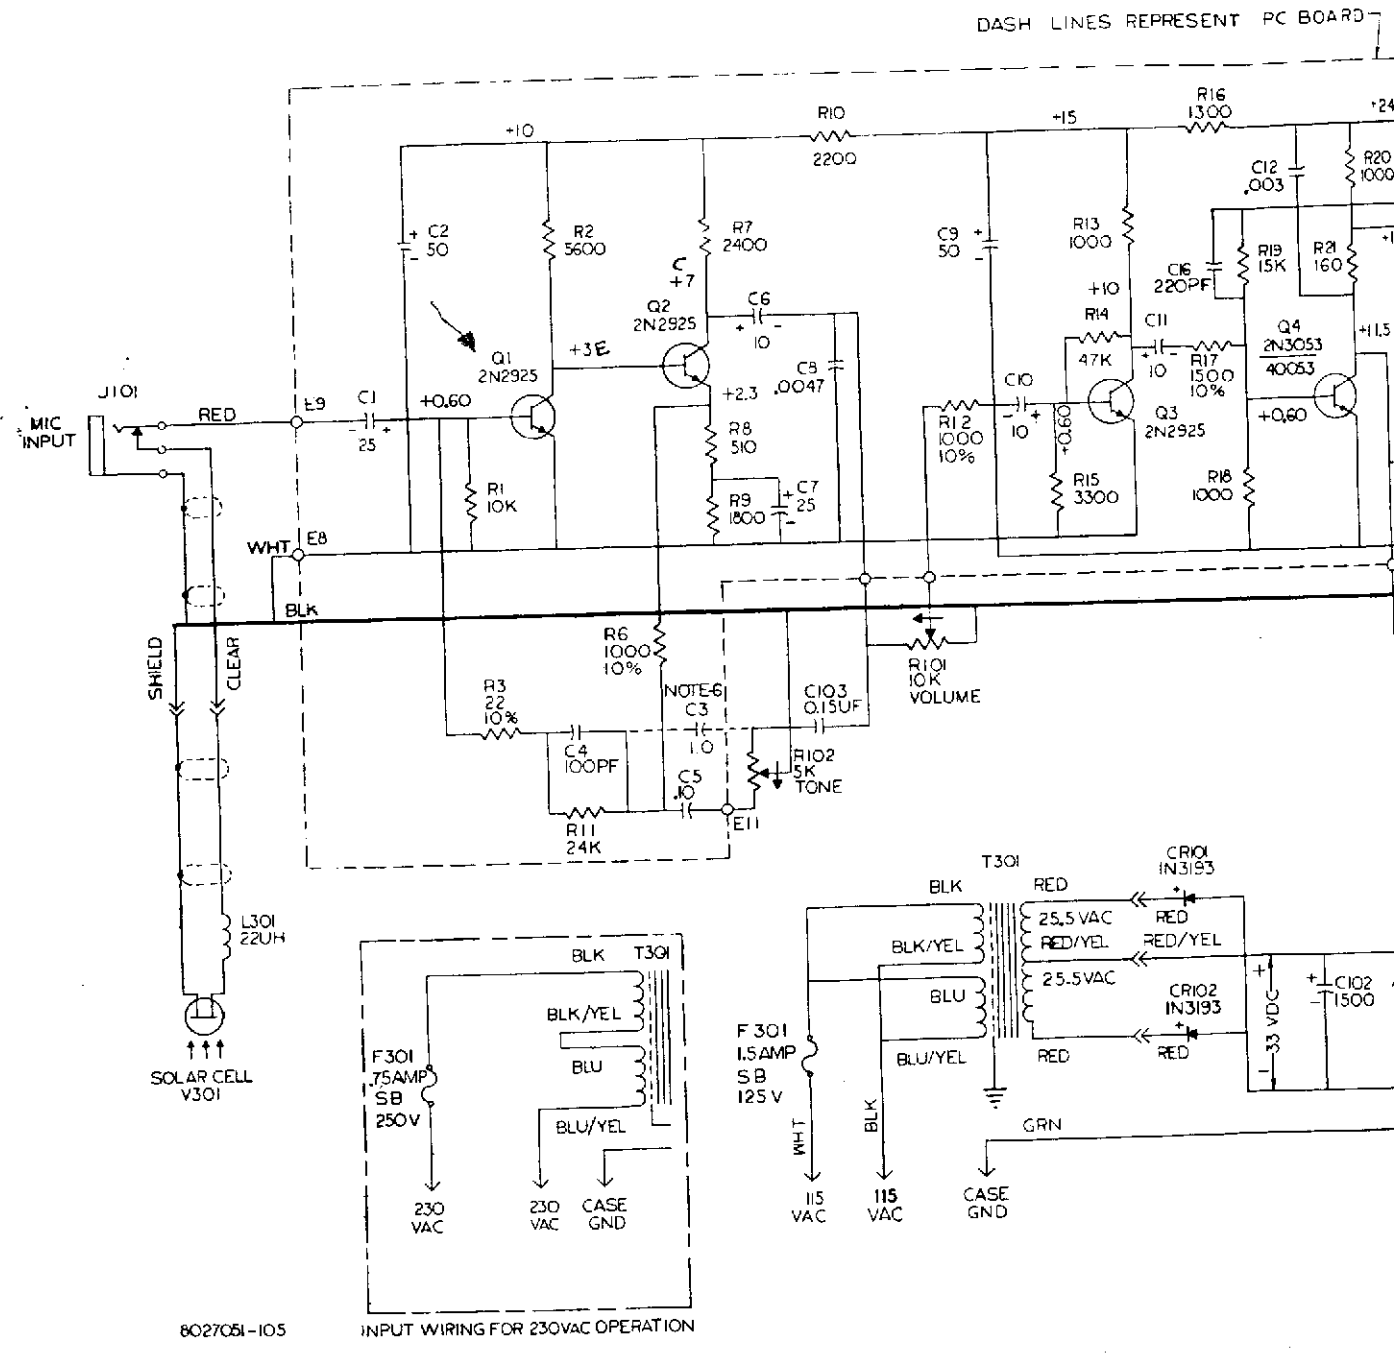 DASH LINES REPRESENT PC BOARD
+10
R10
2200
+15
R16
1300
+24
C2
50
+
-
R2
5600
R7
2400
C
+7
C9
50
+
-
R13
1000
C12
.003
R20
1000
C16
220PF
R19
15K
R21
160
Q1
2N2925
+3E
Q2
2N2925
C6
+ -
10
+2.3
C8
.0047
+10
R14
47K
C11
+ -
10
R17
1500
10%
Q4
2N3053
40053
+11.5
J101
MIC
INPUT
RED
E9
C1
- +
25
+0.60
R8
510
R12
1000
10%
C10
- +
10
+0.60
Q3
2N2925
+0.60
R1
10K
R9
1800
C7
25
+
-
R15
3300
R18
1000
WHT
E8
BLK
SHIELD
CLEAR
R6
1000
10%
R101
10K
VOLUME
R3
22
10%
NOTE-6
C3
1.0
C103
0.15UF
C4
100PF
R102
5K
TONE
C5
.10
E11
R11
24K
L301
22UH
SOLAR CELL
V301
T301
CR101
1N3193
BLK
RED
25.5 VAC
+
RED
BLK/YEL
RED/YEL
RED/YEL
BLU
25.5VAC
CR102
1N3193
+
BLU/YEL
RED
RED
+
33 VDC
-
+
-
C102
1500
F301
1.5AMP
SB
125V
WHT
BLK
GRN
115
VAC
115
VAC
CASE
GND
BLK
T301
BLK/YEL
BLU
BLU/YEL
F301
.75AMP
SB
250V
230
VAC
230
VAC
CASE
GND
8027051-105
INPUT WIRING FOR 230VAC OPERATION